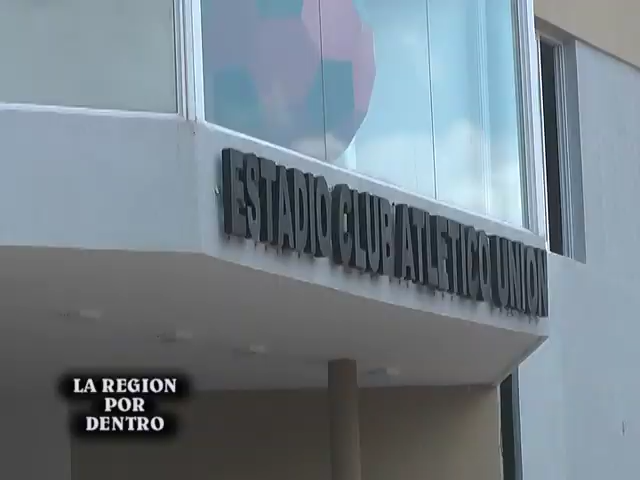 ESTADIO CLUB ATLETICO UNION
LA REGION
POR
DENTRO